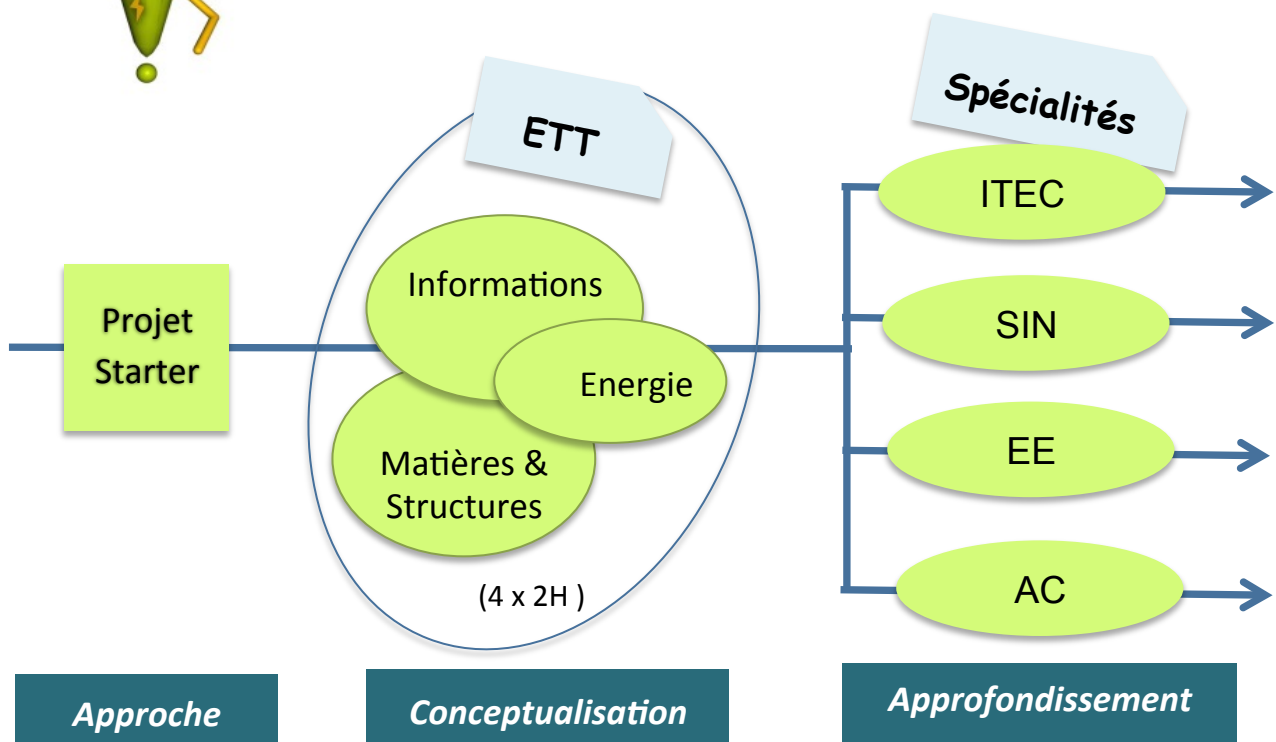 ETT
Spécialités
Projet
Starter
Informations
Energie
Matières &
Structures
(4 x 2H )
ITEC
SIN
EE
AC
Approche
Conceptualisation
Approfondissement